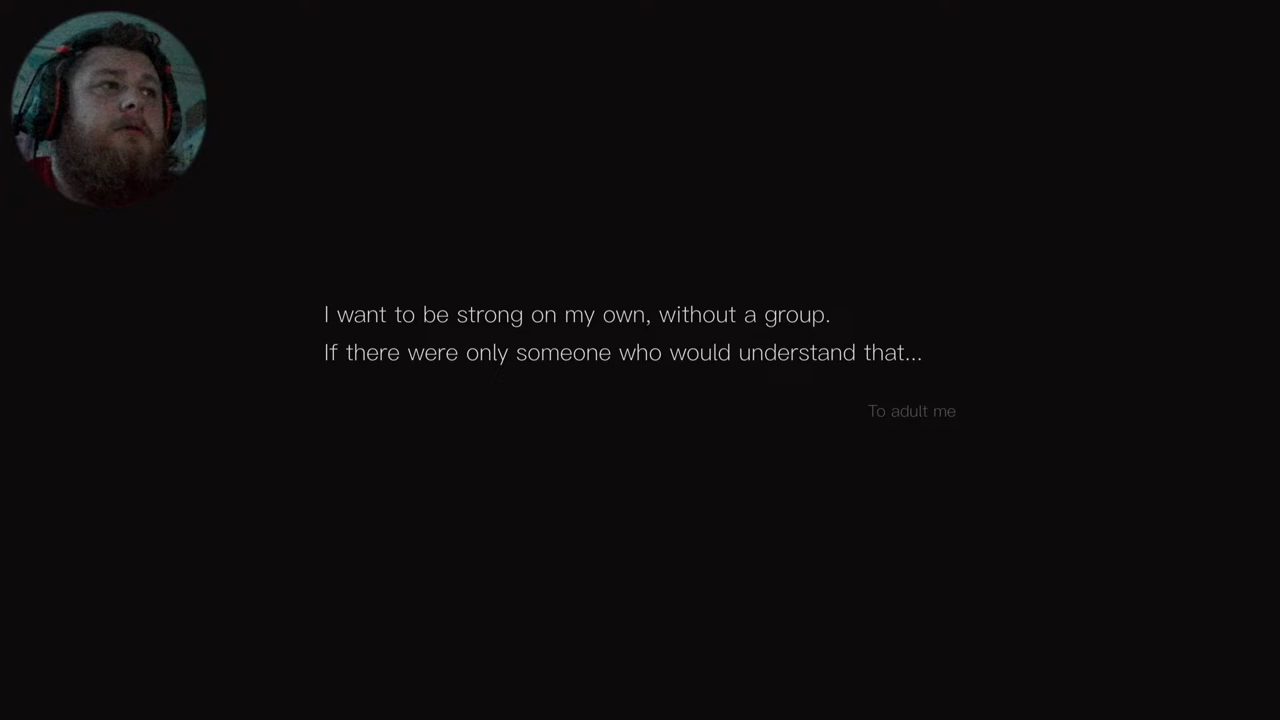 I want to be strong on my own, without a group.
If there were only someone who would understand that...
To adult me